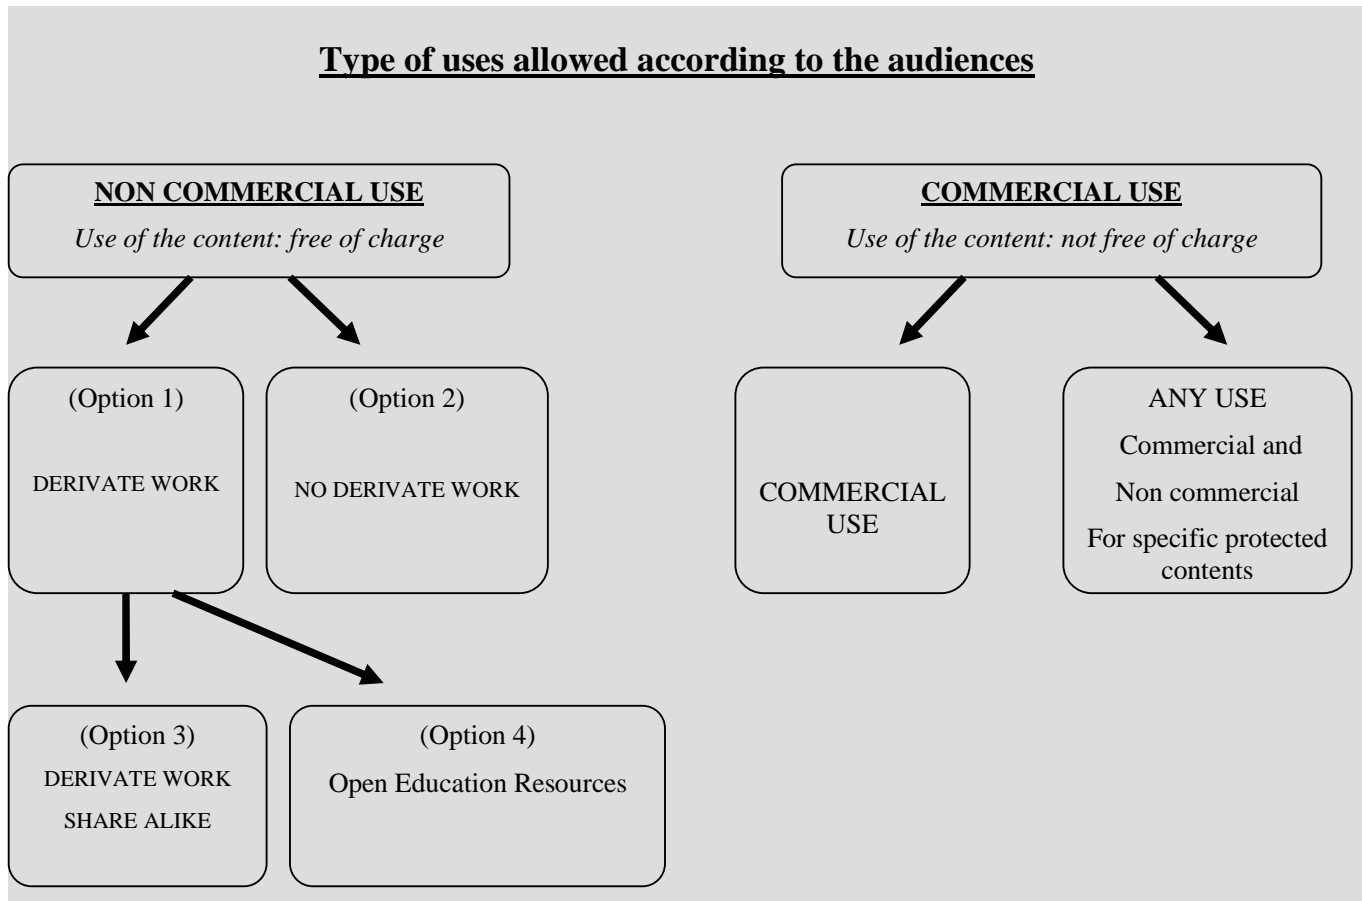 Type of uses allowed according to the audiences
NON COMMERCIAL USE
Use of the content: free of charge
COMMERCIAL USE
Use of the content: not free of charge
(Option 1)
DERIVATE WORK
(Option 2)
NO DERIVATE WORK
COMMERCIAL
USE
ANY USE
Commercial and
Non commercial
For specific protected
contents
(Option 3)
DERIVATE WORK
SHARE ALIKE
(Option 4)
Open Education Resources